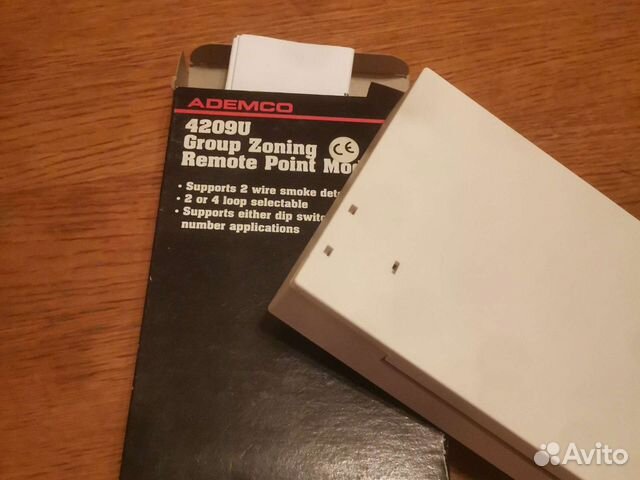 ADEMCO
4209U
Group Zoning CE
Remote Point
• Supports 2 wire smoke
• 2 or 4 loop selectable
• Supports either dip
number applications
Avito